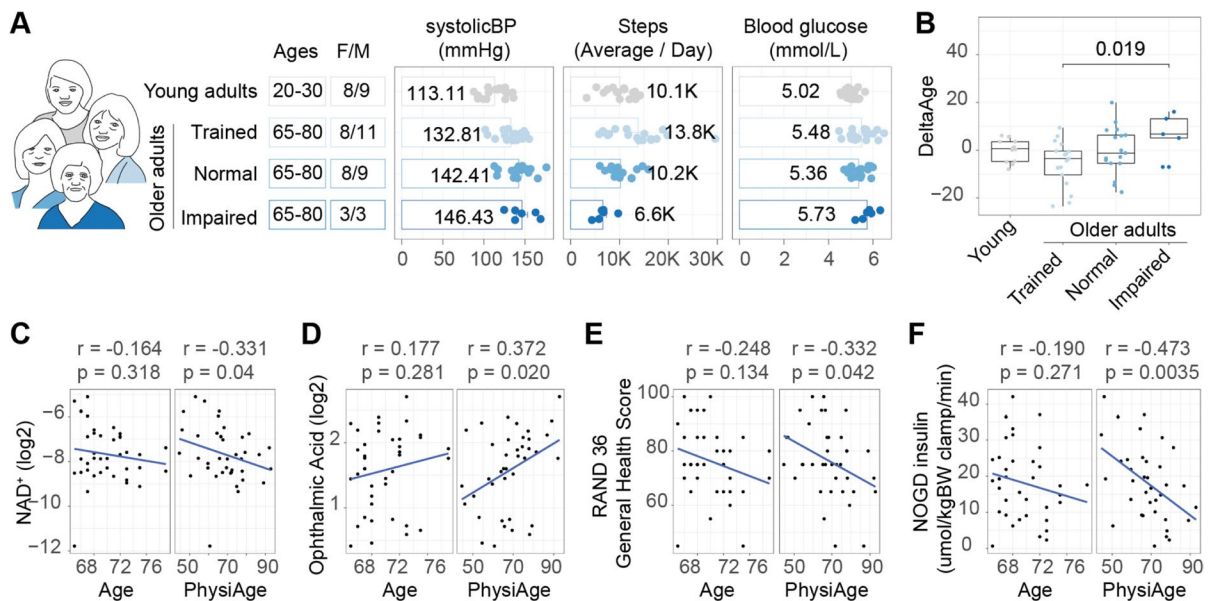 A
Ages
F/M
systolicBP
(mmHg)
Steps
(Average / Day)
Blood glucose
(mmol/L)
Young adults
20-30
8/9
113.11
10.1K
5.02
Older adults
Trained
65-80
8/11
132.81
13.8K
5.48
Normal
65-80
8/9
142.41
10.2K
5.36
Impaired
65-80
3/3
146.43
6.6K
5.73
0 50 100 150
0 10K 20K 30K
0 2 4 6
B
DeltaAge
40
20
0
−20
0.019
Young
Older adults
Trained
Normal
Impaired
C
r = -0.164
p = 0.318
r = -0.331
p = 0.04
NAD+ (log2)
−6
−8
−10
−12
68 72 76
50 70 90
Age
PhysiAge
D
r = 0.177
p = 0.281
r = 0.372
p = 0.020
Ophthalmic Acid (log2)
2
1
68 72 76
50 70 90
Age
PhysiAge
E
r = -0.248
p = 0.134
r = -0.332
p = 0.042
RAND 36
General Health Score
100
80
60
68 72 76
50 70 90
Age
PhysiAge
F
r = -0.190
p = 0.271
r = -0.473
p = 0.0035
NOGD insulin
(umol/kgBW clamp/min)
40
30
20
10
0
68 72 76
50 70 90
Age
PhysiAge